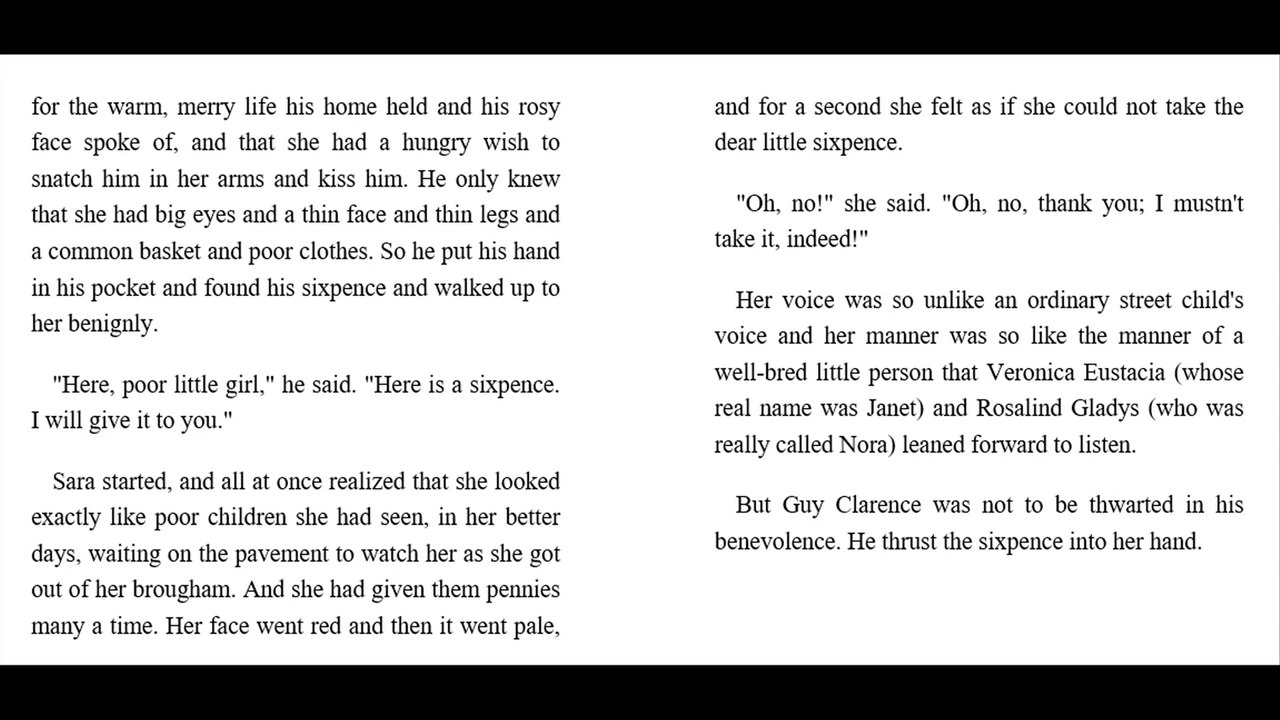 for the warm, merry life his home held and his rosy
face spoke of, and that she had a hungry wish to
snatch him in her arms and kiss him. He only knew
that she had big eyes and a thin face and thin legs and
a common basket and poor clothes. So he put his hand
in his pocket and found his sixpence and walked up to
her benignly.
"Here, poor little girl," he said. "Here is a sixpence.
I will give it to you."
Sara started, and all at once realized that she looked
exactly like poor children she had seen, in her better
days, waiting on the pavement to watch her as she got
out of her brougham. And she had given them pennies
many a time. Her face went red and then it went pale,
and for a second she felt as if she could not take the
dear little sixpence.
"Oh, no!" she said. "Oh, no, thank you; I mustn't
take it, indeed!"
Her voice was so unlike an ordinary street child's
voice and her manner was so like the manner of a
well-bred little person that Veronica Eustacia (whose
real name was Janet) and Rosalind Gladys (who was
really called Nora) leaned forward to listen.
But Guy Clarence was not to be thwarted in his
benevolence. He thrust the sixpence into her hand.